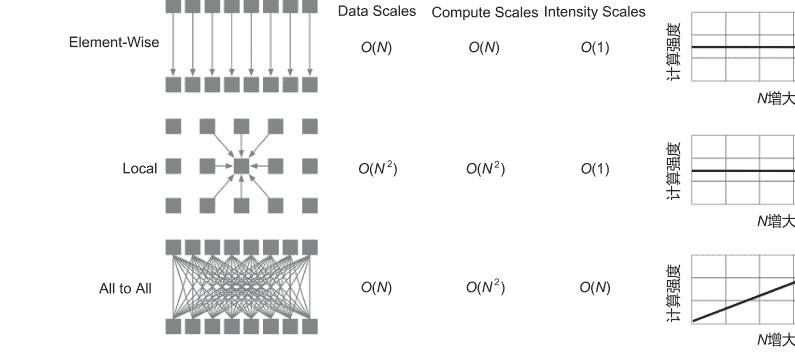 Data Scales Compute Scales Intensity Scales
Element-Wise O(N) O(N) O(1)
计算强度
N增大
Local O(N²) O(N²) O(1)
计算强度
N增大
All to All O(N) O(N²) O(N)
计算强度
N增大